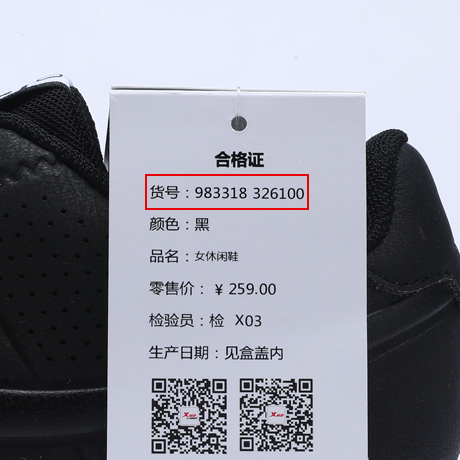 合格证
货号：983318 326100
颜色：黑
品名：女休闲鞋
零售价：￥259.00
检验员：检 X03
生产日期：见盒盖内